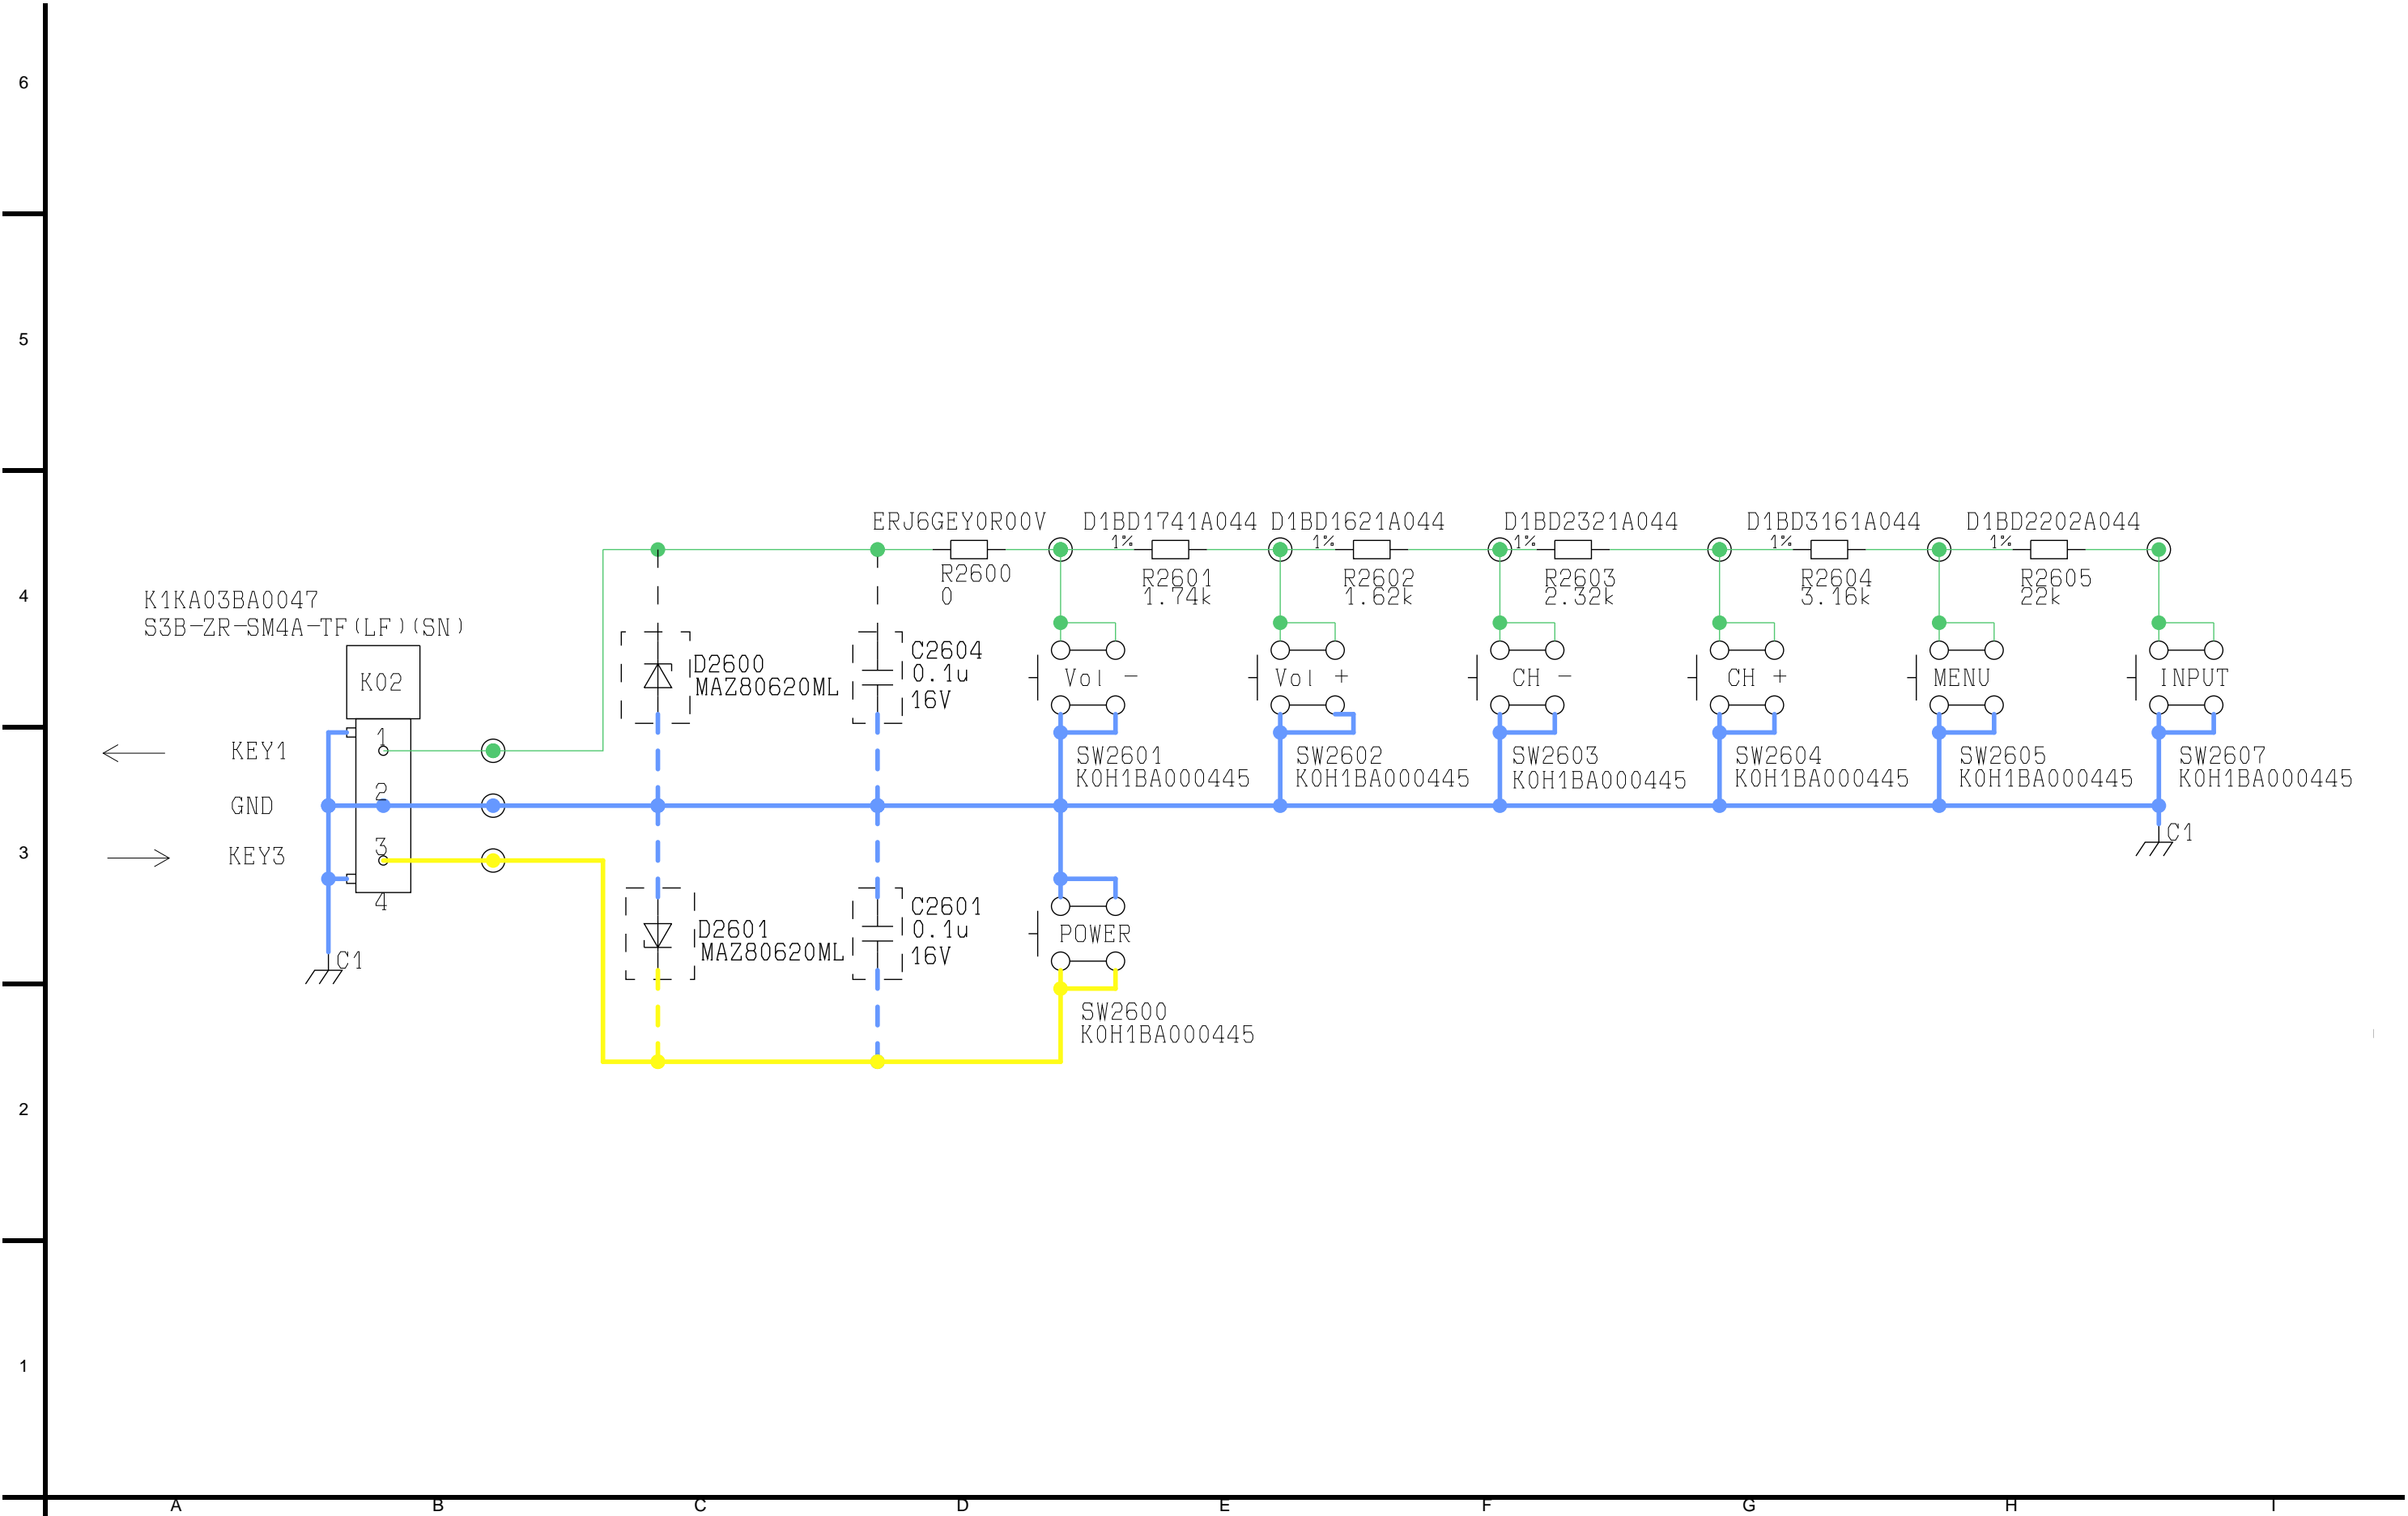 6
5
4
3
2
1
A
B
C
D
E
F
G
H
I
K1KA03BA0047
S3B-ZR-SM4A-TF(LF)(SN)
K02
1
2
3
4
KEY1
GND
KEY3
C1
D2600
MAZ80620ML
C2604
0.1u
16V
D2601
MAZ80620ML
C2601
0.1u
16V
ERJ6GEY0R00V
R2600
0
D1BD1741A044
1%
R2601
1.74k
D1BD1621A044
1%
R2602
1.62k
D1BD2321A044
1%
R2603
2.32k
D1BD3161A044
1%
R2604
3.16k
D1BD2202A044
1%
R2605
22k
Vol -
SW2601
K0H1BA000445
Vol +
SW2602
K0H1BA000445
CH -
SW2603
K0H1BA000445
CH +
SW2604
K0H1BA000445
MENU
SW2605
K0H1BA000445
INPUT
SW2607
K0H1BA000445
C1
POWER
SW2600
K0H1BA000445